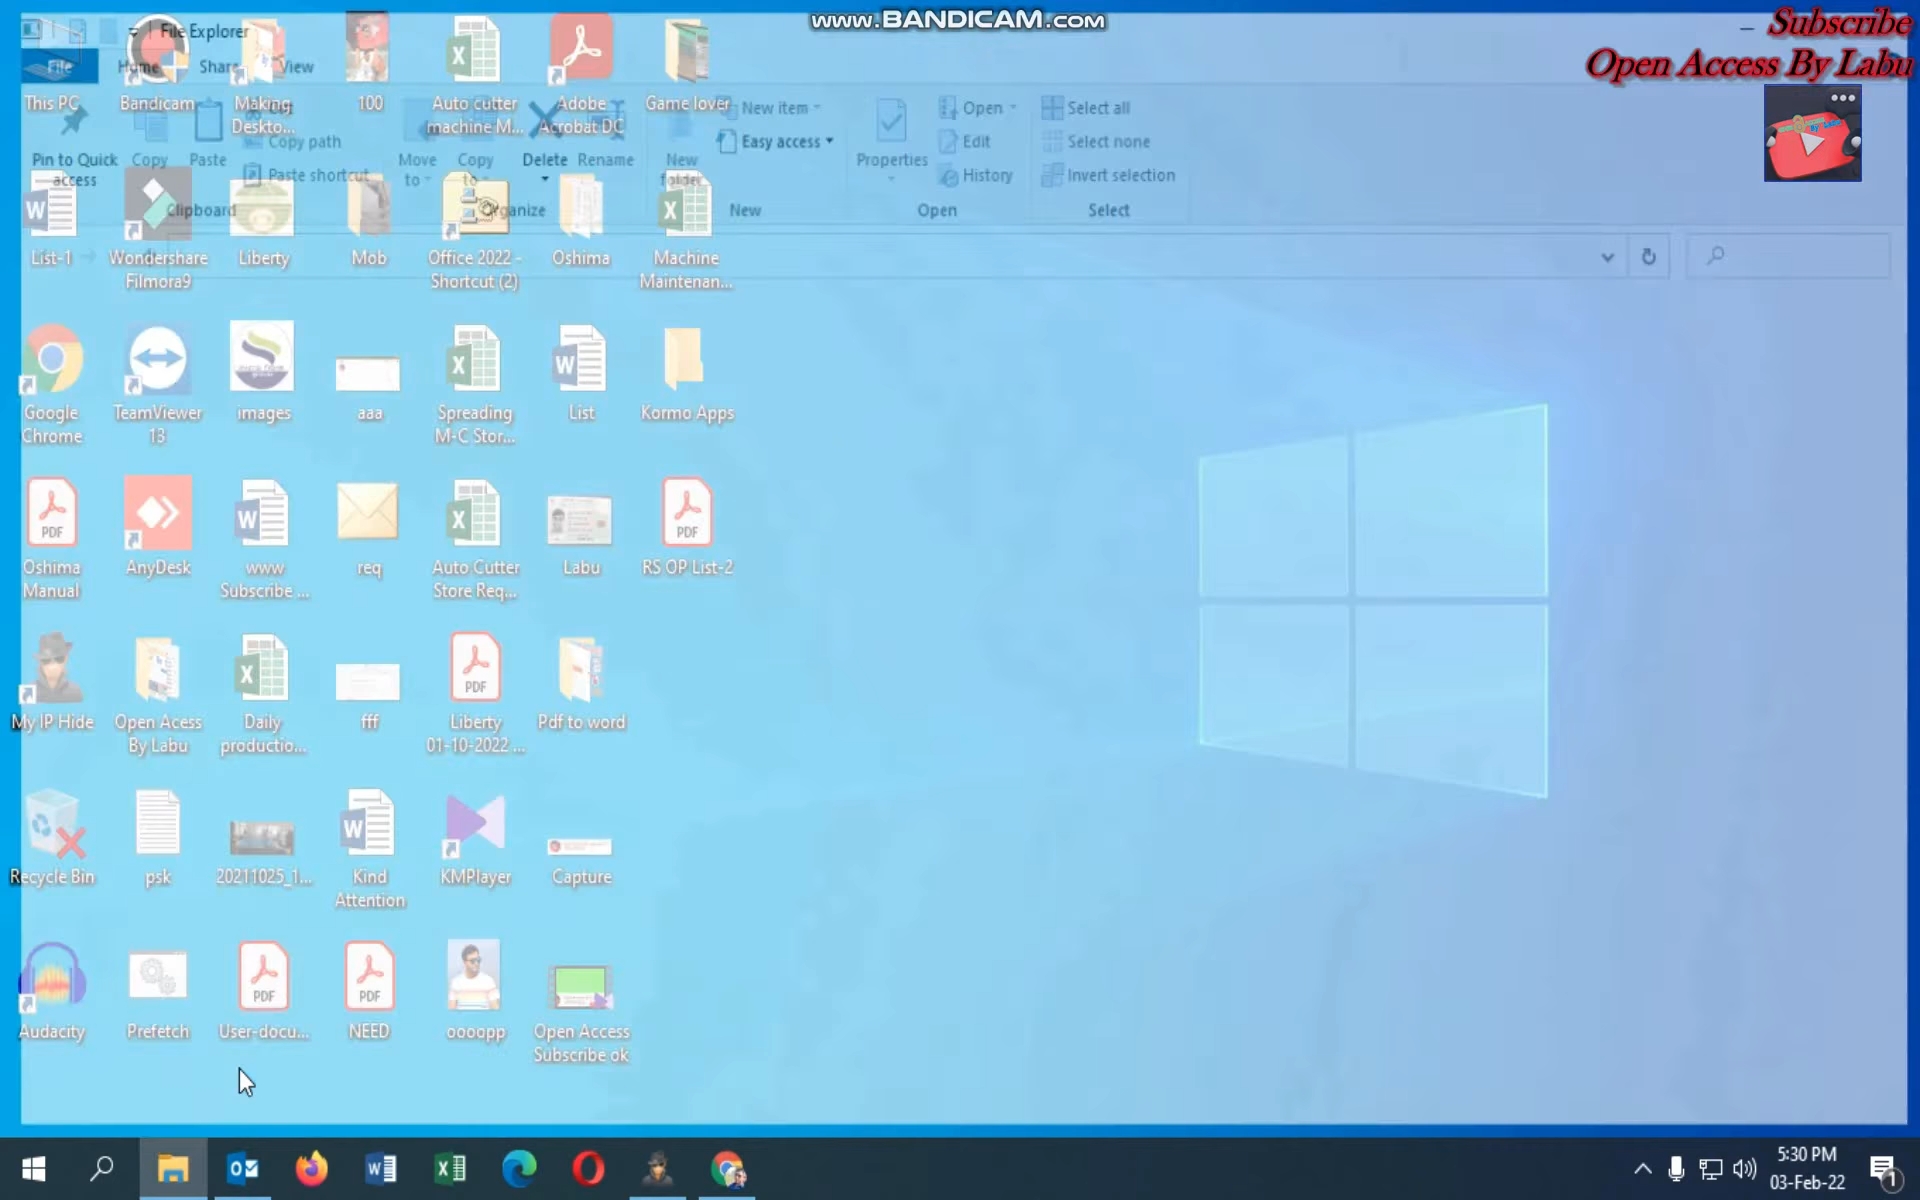 www.BANDICAM.com
Subscribe
Open Access By Labu
File Explorer
File
Home
Share
View
Pin to Quick
access
Copy
Paste
Copy path
Paste shortcut
Clipboard
Move
to
Copy
to
Delete
Rename
Organize
New
folder
New item
Easy access
New
Properties
Open
Edit
History
Open
Select all
Select none
Invert selection
Select
This PC
Bandicam
Making
Deskto...
100
Auto cutter
machine M...
Adobe
Acrobat DC
Game lover
List-1
Wondershare
Filmora9
Liberty
Mob
Office 2022 -
Shortcut (2)
Oshima
Machine
Maintenan...
Google
Chrome
TeamViewer
13
images
aaa
Spreading
M-C Stor...
List
Kormo Apps
PDF
Oshima
Manual
AnyDesk
www
Subscribe ...
req
Auto Cutter
Store Req...
Labu
PDF
RS OP List-2
My IP Hide
Open Acess
By Labu
Daily
productio...
fff
PDF
Liberty
01-10-2022 ...
Pdf to word
Recycle Bin
psk
20211025_1...
Kind
Attention
KMPlayer
Capture
Audacity
Prefetch
PDF
User-docu...
PDF
NEED
oooopp
Open Access
Subscribe ok
5:30 PM
03-Feb-22
1